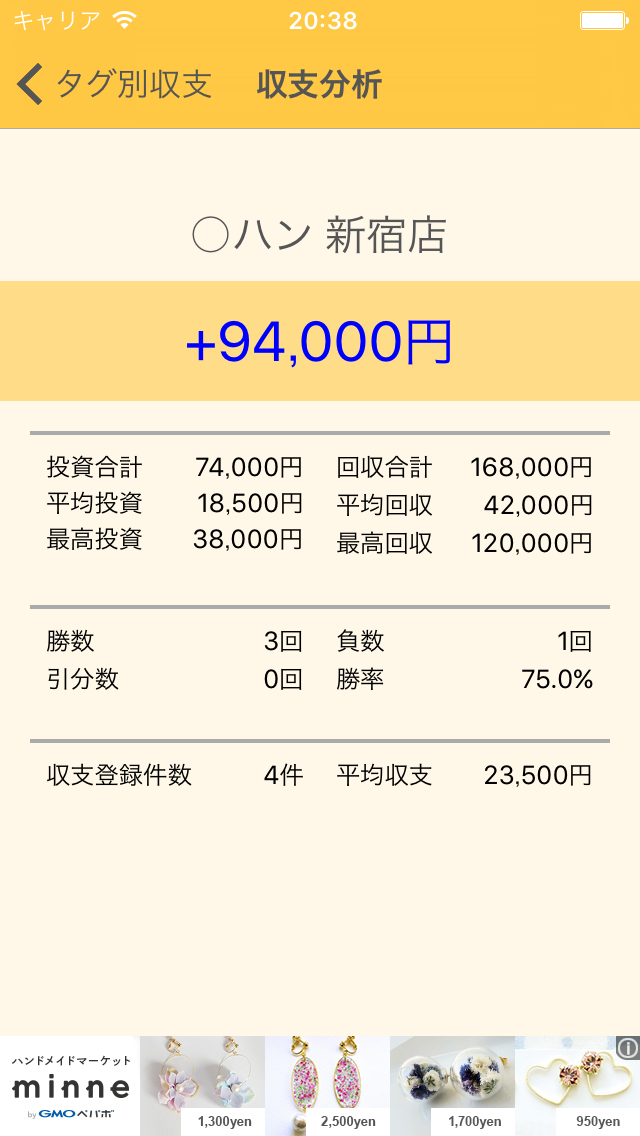 キャリア 20:38
タグ別収支 収支分析
○ハン 新宿店
+94,000円
投資合計 74,000円 回収合計 168,000円
平均投資 18,500円 平均回収 42,000円
最高投資 38,000円 最高回収 120,000円
勝数 3回 負数 1回
引分数 0回 勝率 75.0%
収支登録件数 4件 平均収支 23,500円
ハンドメイドマーケット
minne
by GMOペパボ
1,300yen 2,500yen 1,700yen 950yen